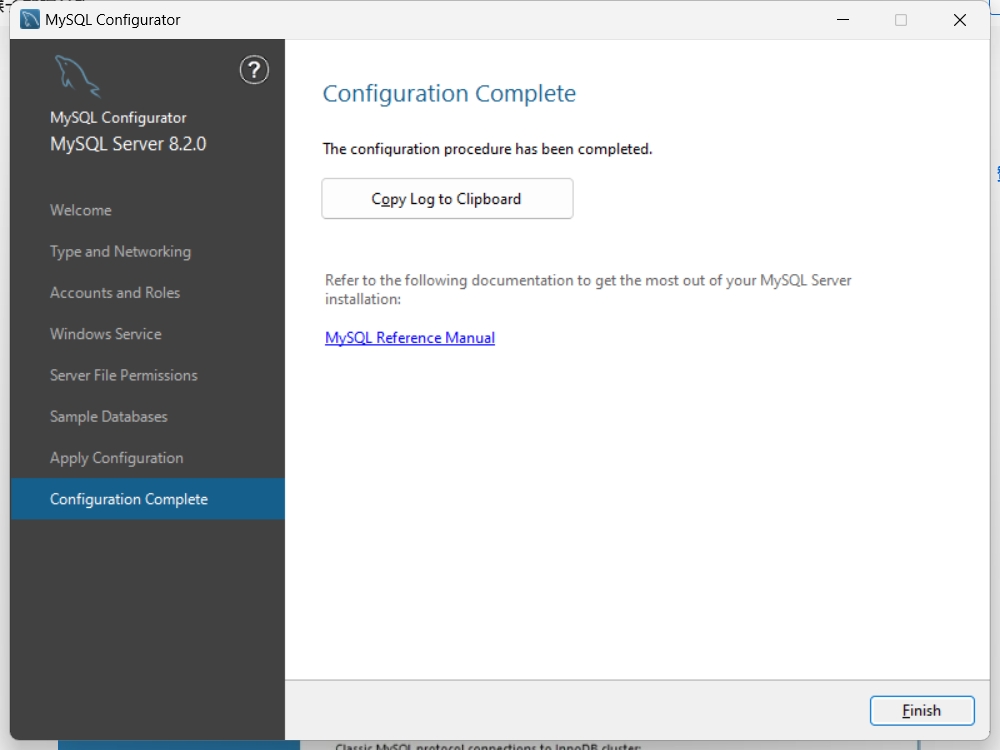 MySQL Configurator
?
MySQL Configurator
MySQL Server 8.2.0
Welcome
Type and Networking
Accounts and Roles
Windows Service
Server File Permissions
Sample Databases
Apply Configuration
Configuration Complete
Configuration Complete
The configuration procedure has been completed.
Copy Log to Clipboard
Refer to the following documentation to get the most out of your MySQL Server
installation:
MySQL Reference Manual
Finish
Classic MySQL protocol connections to InnoDB cluster: